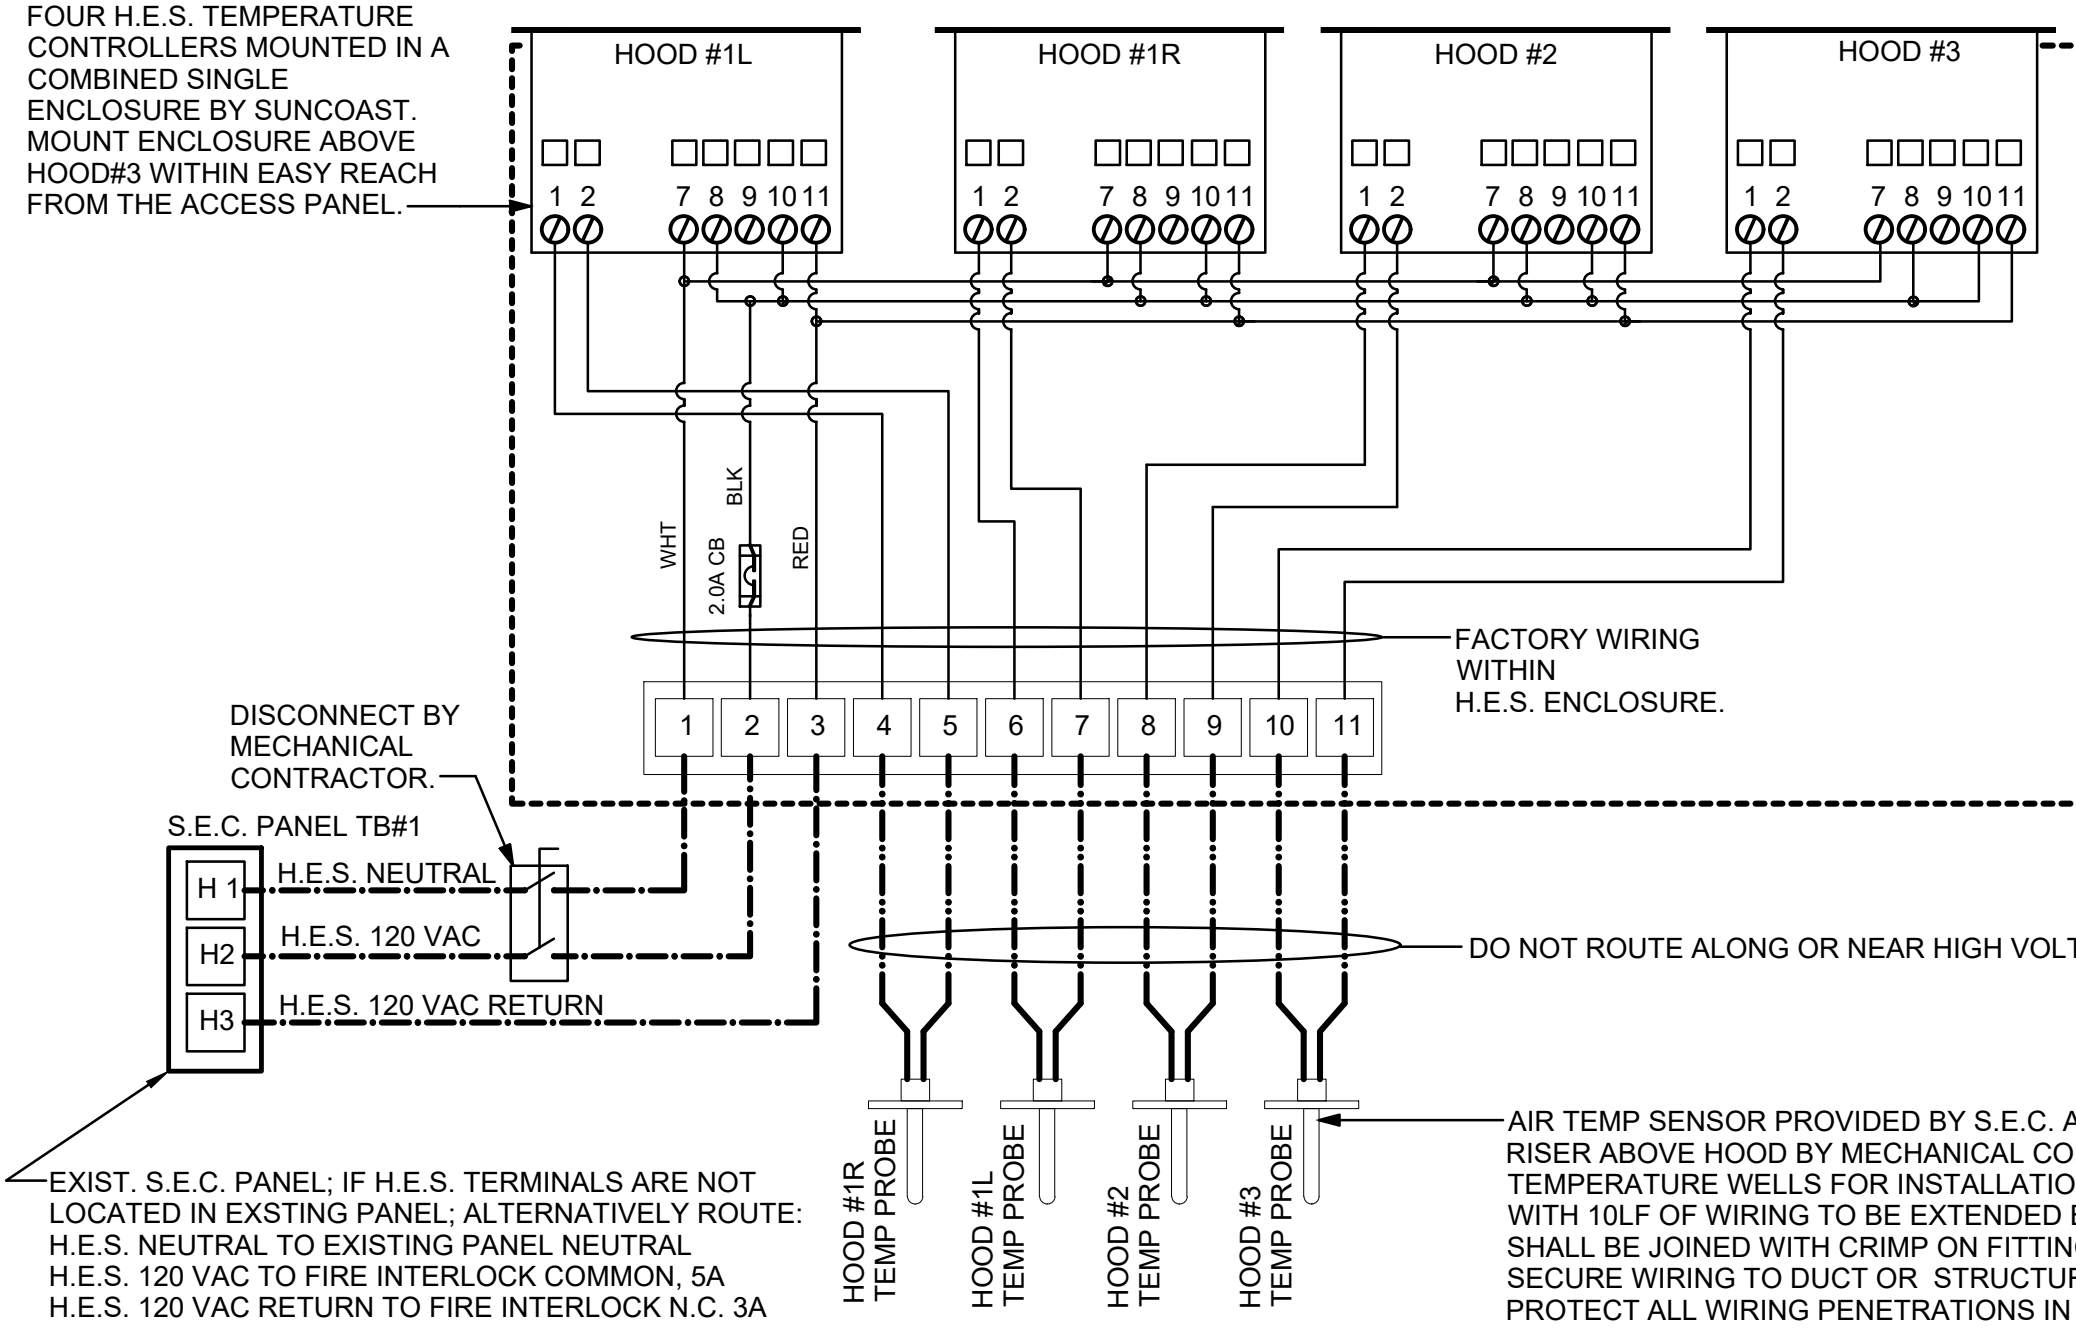 FOUR H.E.S. TEMPERATURE
CONTROLLERS MOUNTED IN A
COMBINED SINGLE
ENCLOSURE BY SUNCOAST.
MOUNT ENCLOSURE ABOVE
HOOD#3 WITHIN EASY REACH
FROM THE ACCESS PANEL.
HOOD #1L
1 2 7 8 9 10 11
HOOD #1R
1 2 7 8 9 10 11
HOOD #2
1 2 7 8 9 10 11
HOOD #3
1 2 7 8 9 10 11
WHT
BLK
2.0A CB
RED
FACTORY WIRING
WITHIN
H.E.S. ENCLOSURE.
1 2 3 4 5 6 7 8 9 10 11
DISCONNECT BY
MECHANICAL
CONTRACTOR.
S.E.C. PANEL TB#1
H 1
H.E.S. NEUTRAL
H2
H.E.S. 120 VAC
H3
H.E.S. 120 VAC RETURN
DO NOT ROUTE ALONG OR NEAR HIGH VOLT
HOOD #1R
TEMP PROBE
HOOD #1L
TEMP PROBE
HOOD #2
TEMP PROBE
HOOD #3
TEMP PROBE
EXIST. S.E.C. PANEL; IF H.E.S. TERMINALS ARE NOT
LOCATED IN EXSTING PANEL; ALTERNATIVELY ROUTE:
H.E.S. NEUTRAL TO EXISTING PANEL NEUTRAL
H.E.S. 120 VAC TO FIRE INTERLOCK COMMON, 5A
H.E.S. 120 VAC RETURN TO FIRE INTERLOCK N.C. 3A
AIR TEMP SENSOR PROVIDED BY S.E.C. A
RISER ABOVE HOOD BY MECHANICAL CO
TEMPERATURE WELLS FOR INSTALLATIO
WITH 10LF OF WIRING TO BE EXTENDED
SHALL BE JOINED WITH CRIMP ON FITTIN
SECURE WIRING TO DUCT OR STRUCTUR
PROTECT ALL WIRING PENETRATIONS IN